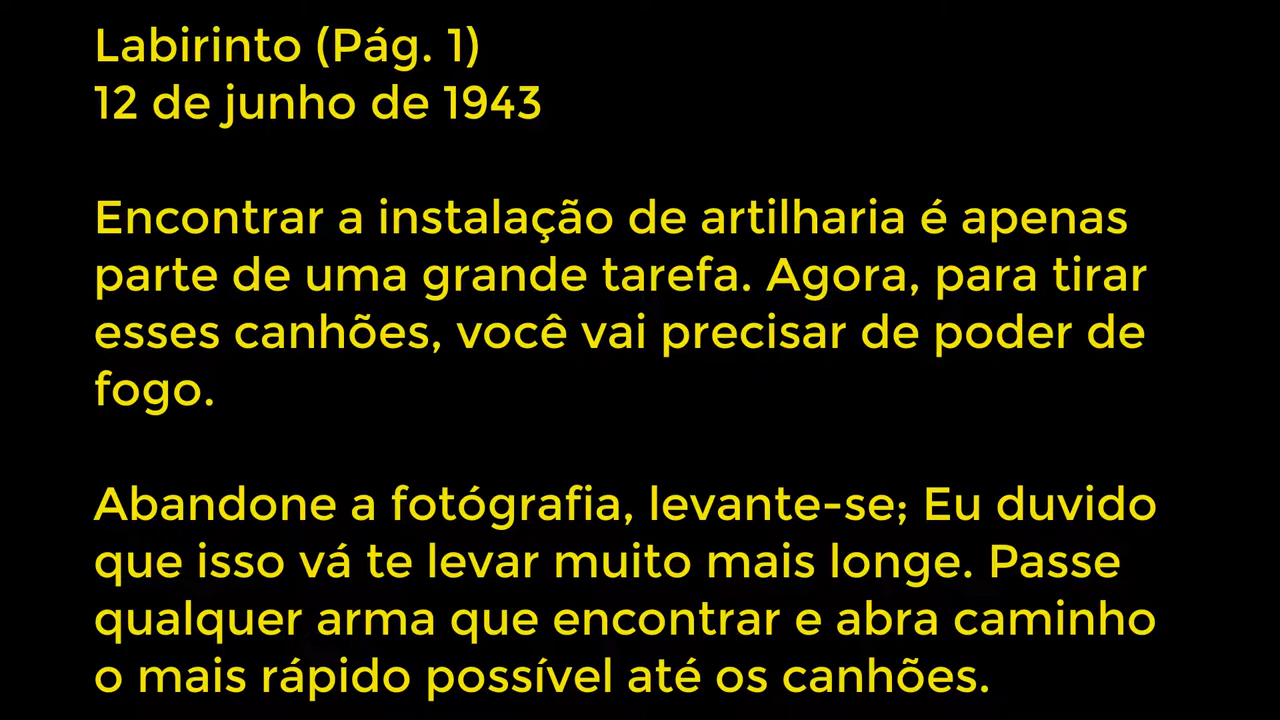 Labirinto (Pág. 1)
12 de junho de 1943
Encontrar a instalação de artilharia é apenas
parte de uma grande tarefa. Agora, para tirar
esses canhões, você vai precisar de poder de
fogo.
Abandone a fotógrafia, levante-se; Eu duvido
que isso vá te levar muito mais longe. Passe
qualquer arma que encontrar e abra caminho
o mais rápido possível até os canhões.